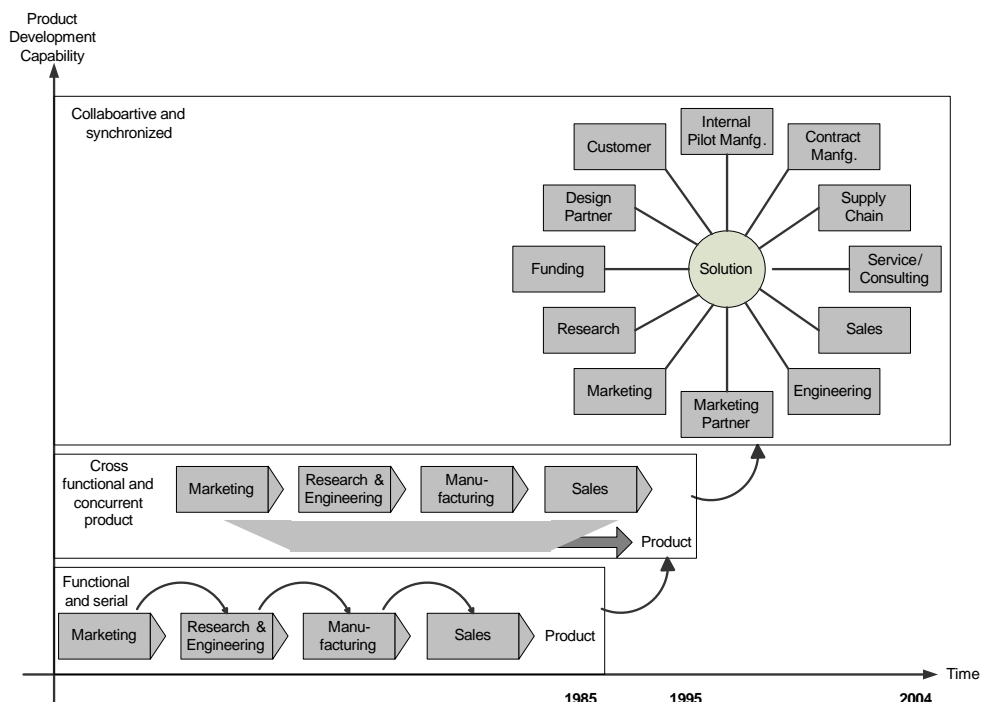 Product
Development
Capability
Collaboartive and
synchronized
Internal
Pilot Manfg.
Customer
Contract
Manfg.
Design
Partner
Supply
Chain
Funding
Solution
Service/
Consulting
Research
Sales
Marketing
Marketing
Partner
Engineering
Cross
functional and
concurrent
product
Marketing
Research &
Engineering
Manu-
facturing
Sales
Product
Functional
and serial
Marketing
Research &
Engineering
Manu-
facturing
Sales
Product
Time
1985
1995
2004